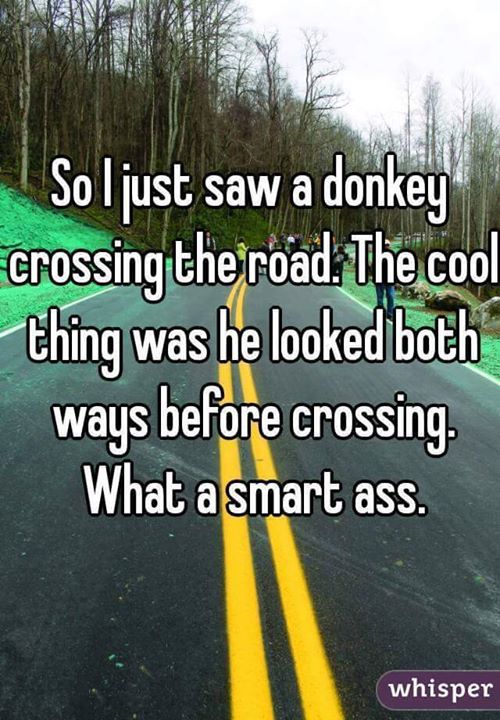 So I just saw a donkey
crossing the road. The cool
thing was he looked both
ways before crossing.
What a smart ass.
whisper